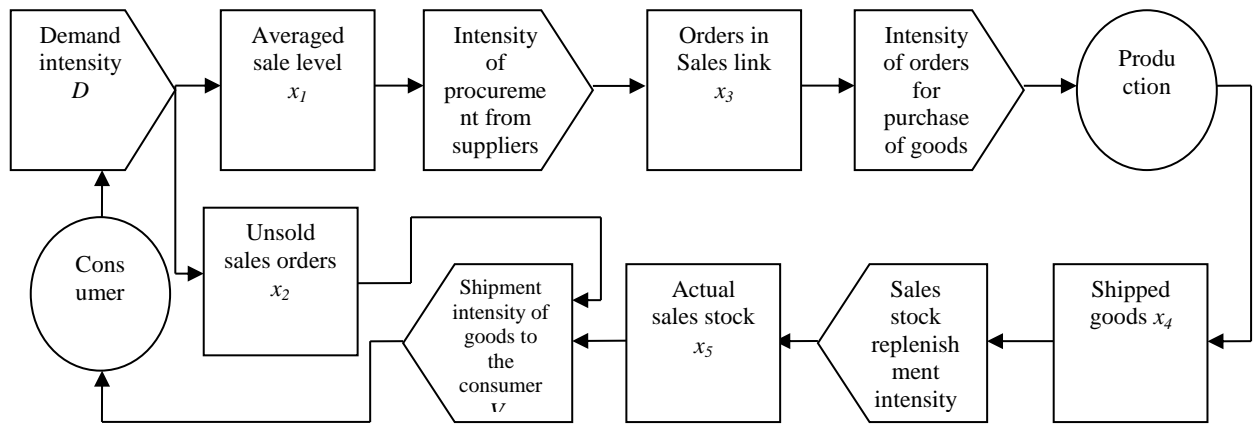 Demand
intensity
D
Averaged
sale level
x1
Intensity
of
procureme
nt from
suppliers
Orders in
Sales link
x3
Intensity
of orders
for
purchase
of goods
Produ
ction
Cons
umer
Unsold
sales orders
x2
Shipment
intensity of
goods to
the
consumer
Actual
sales stock
x5
Sales
stock
replenish
ment
intensity
Shipped
goods x4